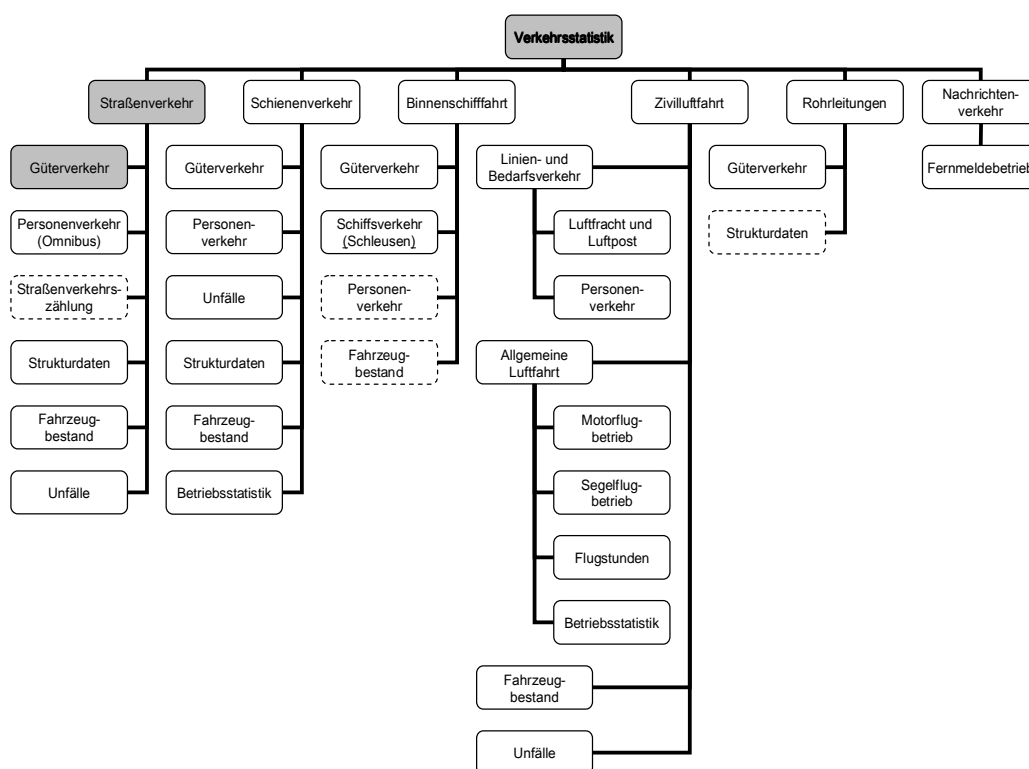 Verkehrsstatistik
Straßenverkehr
Güterverkehr
Personenverkehr
(Omnibus)
Straßenverkehrs-
zählung
Strukturdaten
Fahrzeug-
bestand
Unfälle
Schienenverkehr
Güterverkehr
Personen-
verkehr
Unfälle
Strukturdaten
Fahrzeug-
bestand
Betriebsstatistik
Binnenschifffahrt
Güterverkehr
Schiffsverkehr
(Schleusen)
Personen-
verkehr
Fahrzeug-
bestand
Zivilluftfahrt
Linien- und
Bedarfsverkehr
Luftfracht und
Luftpost
Personen-
verkehr
Allgemeine
Luftfahrt
Motorflug-
betrieb
Segelflug-
betrieb
Flugstunden
Betriebsstatistik
Fahrzeug-
bestand
Unfälle
Rohrleitungen
Güterverkehr
Strukturdaten
Nachrichten-
verkehr
Fernmeldebetrieb